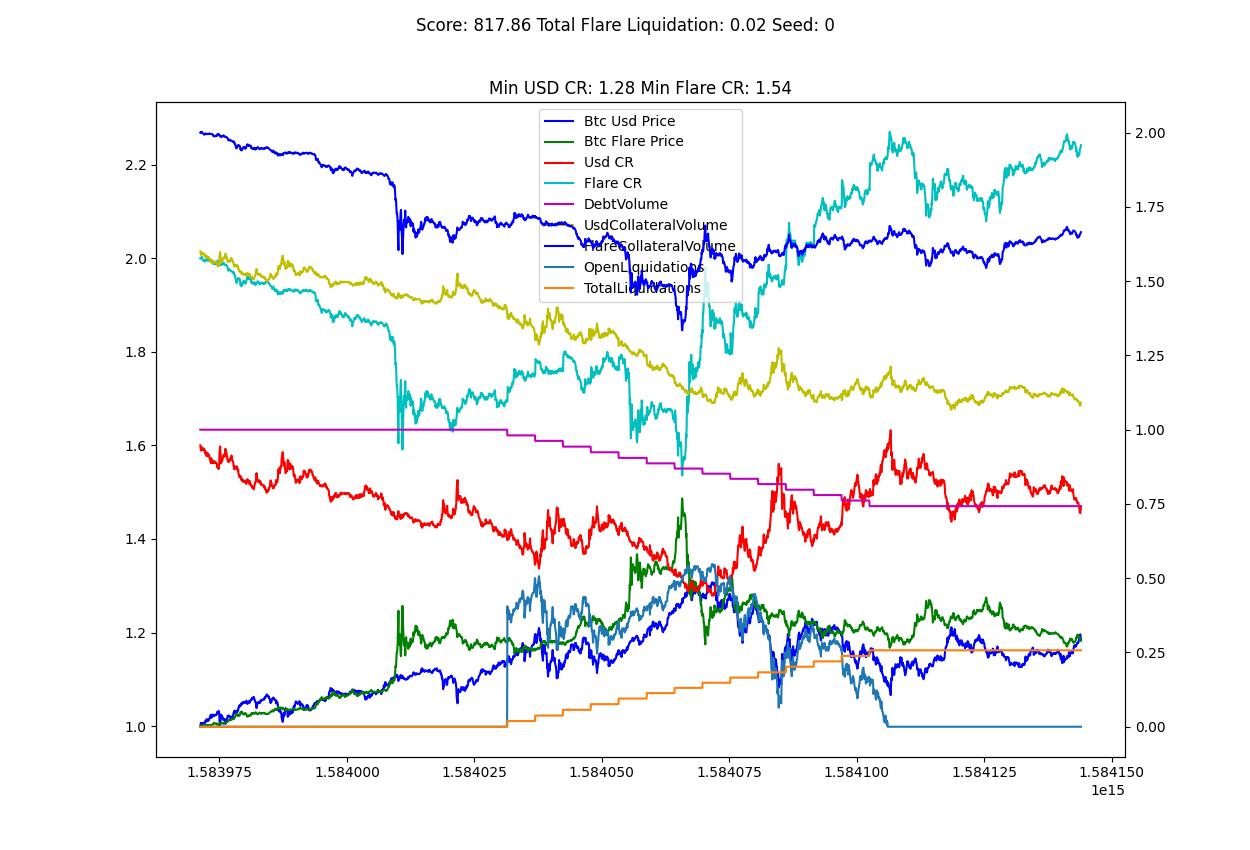 Score: 817.86 Total Flare Liquidation: 0.02 Seed: 0
Min USD CR: 1.28 Min Flare CR: 1.54
Btc Usd Price
Btc Flare Price
Usd CR
Flare CR
DebtVolume
UsdCollateralVolume
FlareCollateralVolume
OpenLiquidations
TotalLiquidations
2.2
2.0
1.8
1.6
1.4
1.2
1.0
2.00
1.75
1.50
1.25
1.00
0.75
0.50
0.25
0.00
1.583975 1.584000 1.584025 1.584050 1.584075 1.584100 1.584125 1.584150
1e15